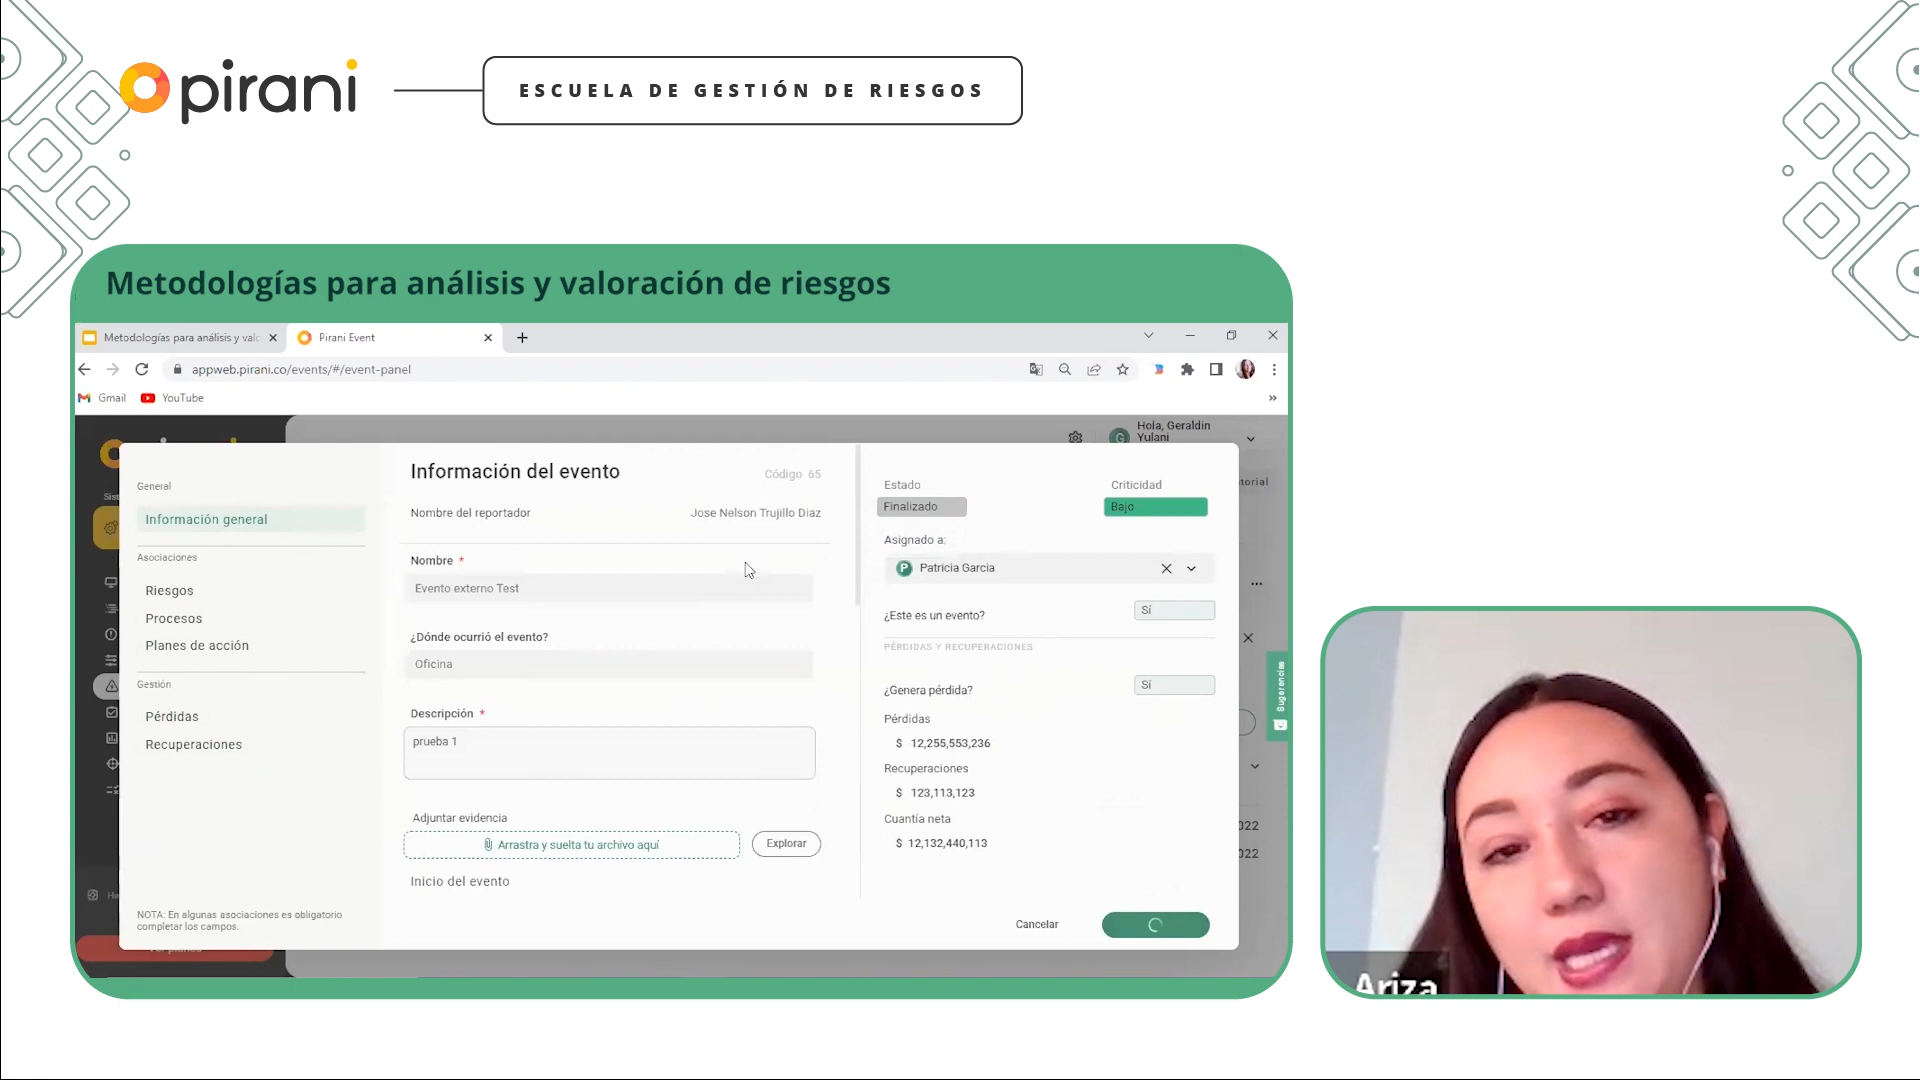 pirani
ESCUELA DE GESTIÓN DE RIESGOS
Metodologías para análisis y valoración de riesgos
Metodologías para análisis y valo
Pirani Event
appweb.pirani.co/events/#/event-panel
Gmail
YouTube
Hola, Geraldin
Yulani
General
Información general
Asociaciones
Riesgos
Procesos
Planes de acción
Gestión
Pérdidas
Recuperaciones
NOTA: En algunas asociaciones es obligatorio
completar los campos.
Información del evento
Código 65
Nombre del reportador
Jose Nelson Trujillo Diaz
Nombre *
Evento externo Test
¿Dónde ocurrió el evento?
Oficina
Descripción *
prueba 1
Adjuntar evidencia
Arrastra y suelta tu archivo aquí
Explorar
Inicio del evento
Estado
Criticidad
Finalizado
Bajo
Asignado a:
P Patricia Garcia
¿Este es un evento?
Sí
PÉRDIDAS Y RECUPERACIONES
¿Genera pérdida?
Sí
Pérdidas
$ 12,255,553,236
Recuperaciones
$ 123,113,123
Cuantía neta
$ 12,132,440,113
Cancelar
Sugerencias
022
022
Ariza